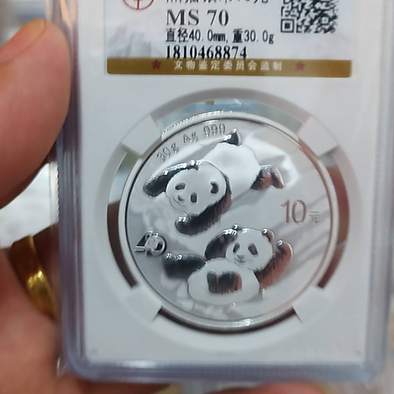 MS 70
直径40.0mm,重30.0g
1810468874
★ 文物鉴定委员会监制 ★
30g Ag .999
10元